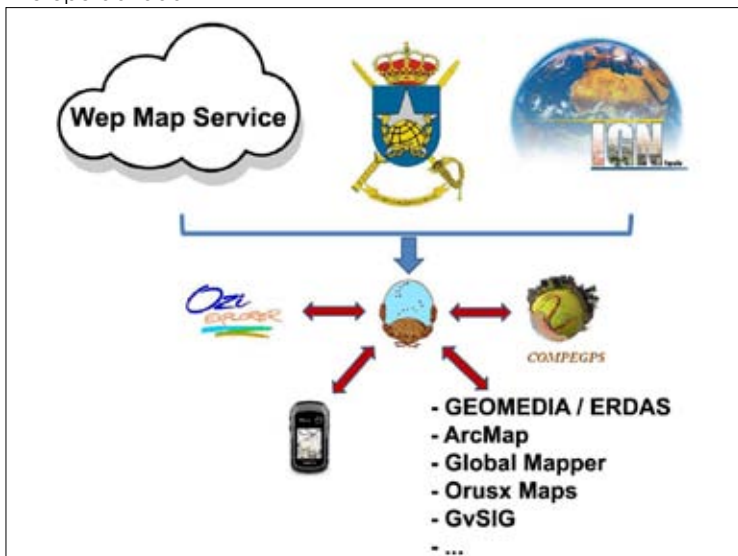 Wep Map Service
IGN
Ozi
EXPLORER
COMPEGPS
- GEOMEDIA / ERDAS
- ArcMap
- Global Mapper
- Orusx Maps
- GvSIG
- ...